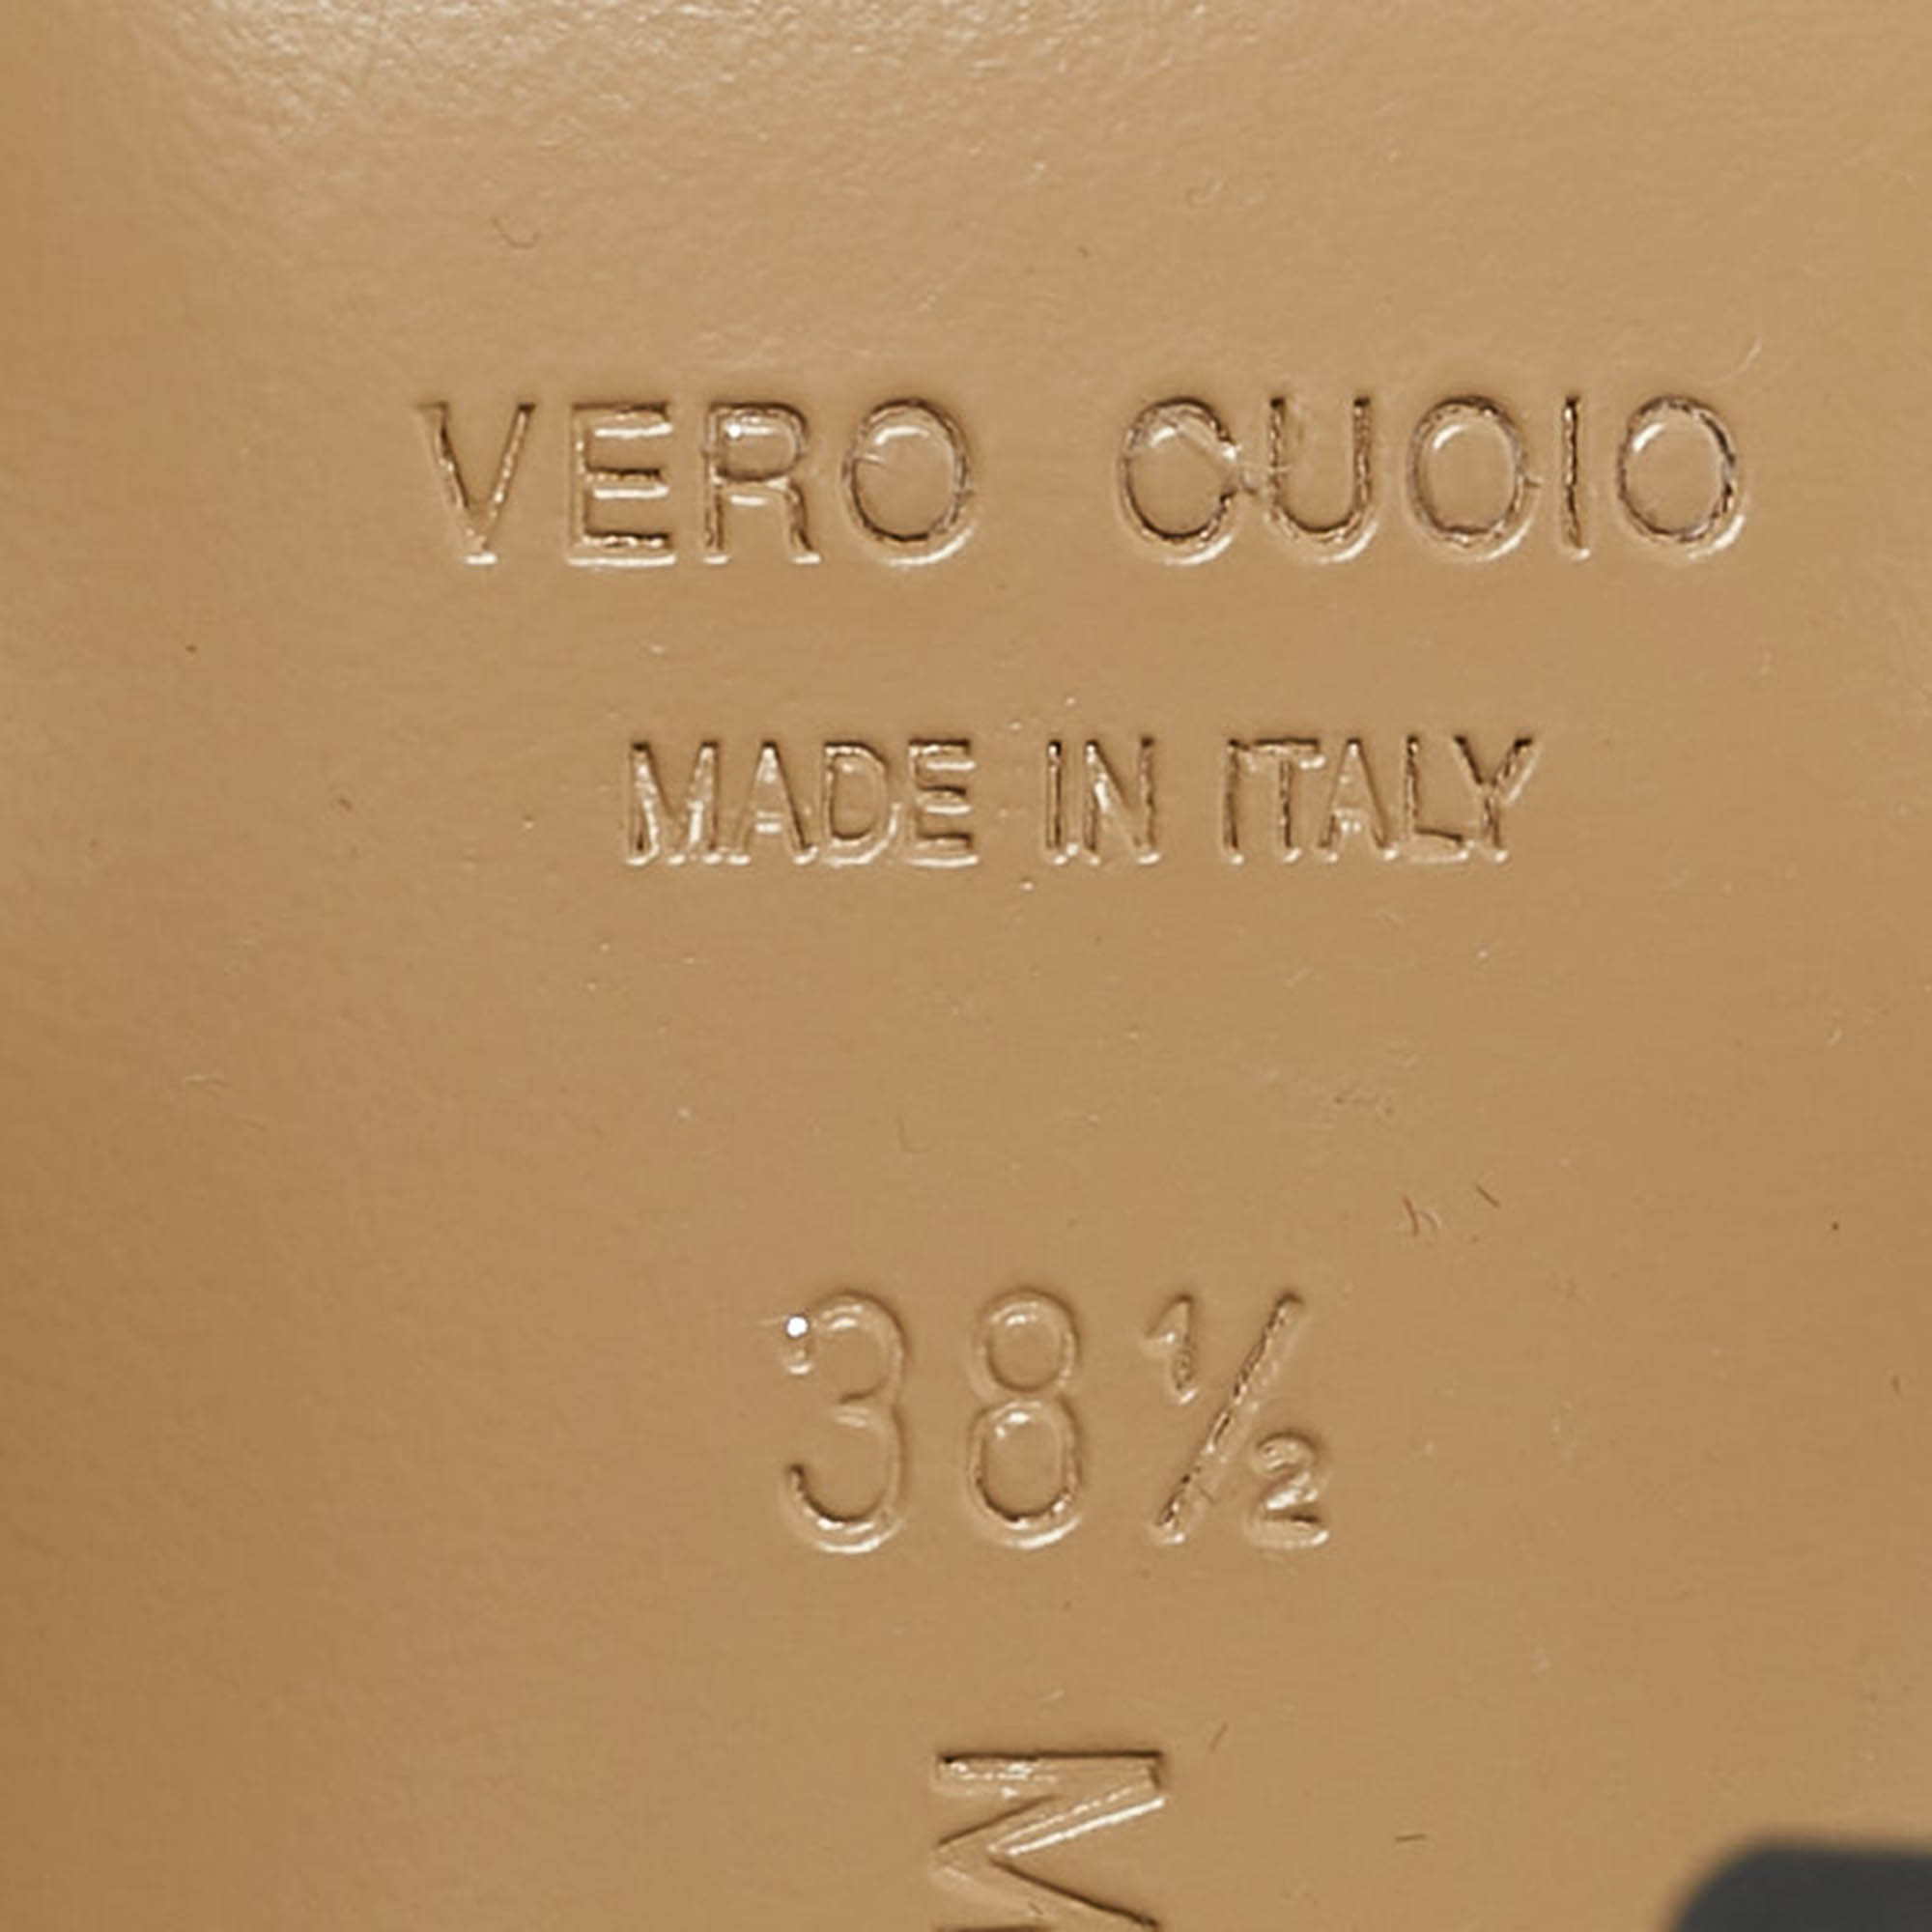 VERO CUOIO
MADE IN ITALY
38½
M